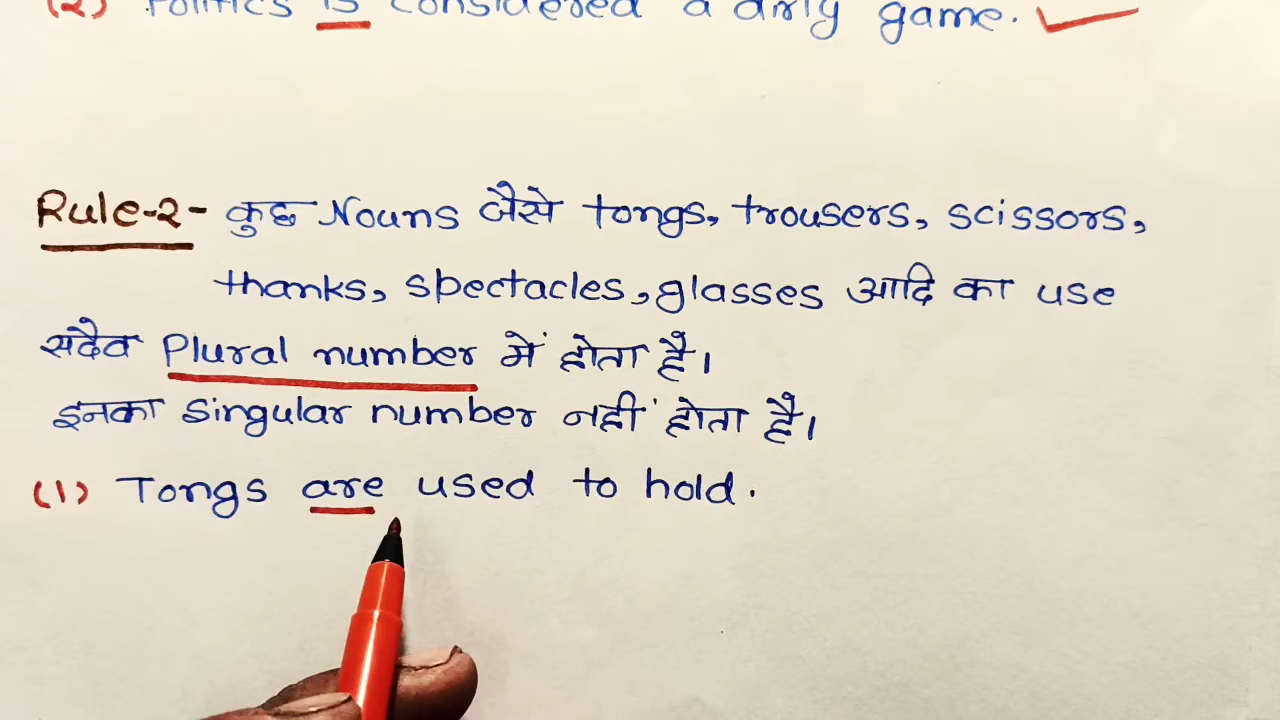 (2) Politics is considered a dirty game.
Rule-2- कुछ Nouns जैसे tongs, trousers, scissors,
thanks, spectacles, glasses आदि का use
सदैव Plural number में होता है।
इनका singular number नहीं होता है।
(1) Tongs are used to hold.